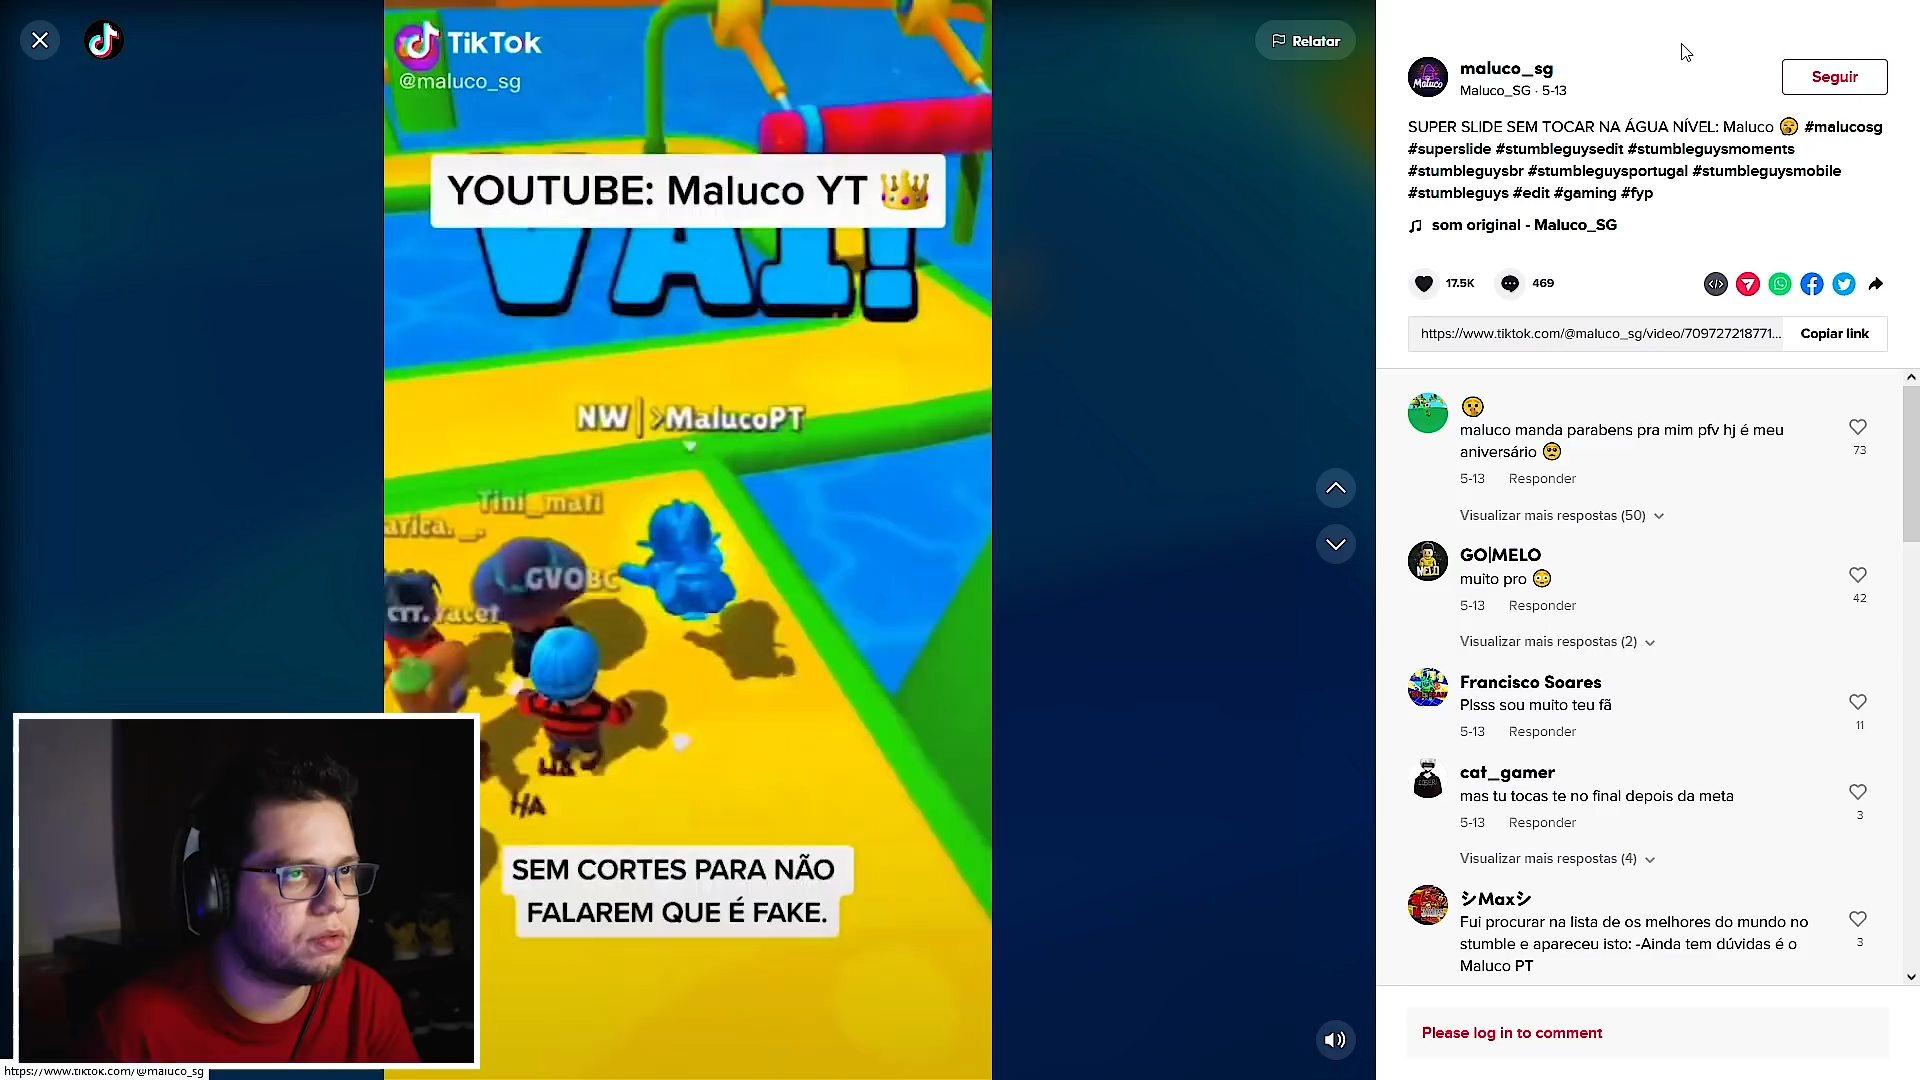 TikTok
@maluco_sg
Relatar
YOUTUBE: Maluco YT 👑
VAI!
NW|>MalucoPT
Tini_mati
arica._.
GVOBC
CTT. racet
HA
HA
SEM CORTES PARA NÃO
FALAREM QUE É FAKE.
maluco_sg
Maluco_SG · 5-13
Seguir
SUPER SLIDE SEM TOCAR NA ÁGUA NÍVEL: Maluco 🥱 #malucosg
#superslide #stumbleguysedit #stumbleguysmoments
#stumbleguysbr #stumbleguysportugal #stumbleguysmobile
#stumbleguys #edit #gaming #fyp
som original - Maluco_SG
17.5K
469
https://www.tiktok.com/@maluco_sg/video/709727218771...
Copiar link
🤫
maluco manda parabens pra mim pfv hj é meu
aniversário 🥺
73
5-13 Responder
Visualizar mais respostas (50)
GO|MELO
muito pro 😳
42
5-13 Responder
Visualizar mais respostas (2)
Francisco Soares
Plsss sou muito teu fã
11
5-13 Responder
cat_gamer
mas tu tocas te no final depois da meta
3
5-13 Responder
Visualizar mais respostas (4)
シMaxシ
Fui procurar na lista de os melhores do mundo no
stumble e apareceu isto: -Ainda tem dúvidas é o
Maluco PT
3
Please log in to comment
https://www.tiktok.com/@maluco_sg